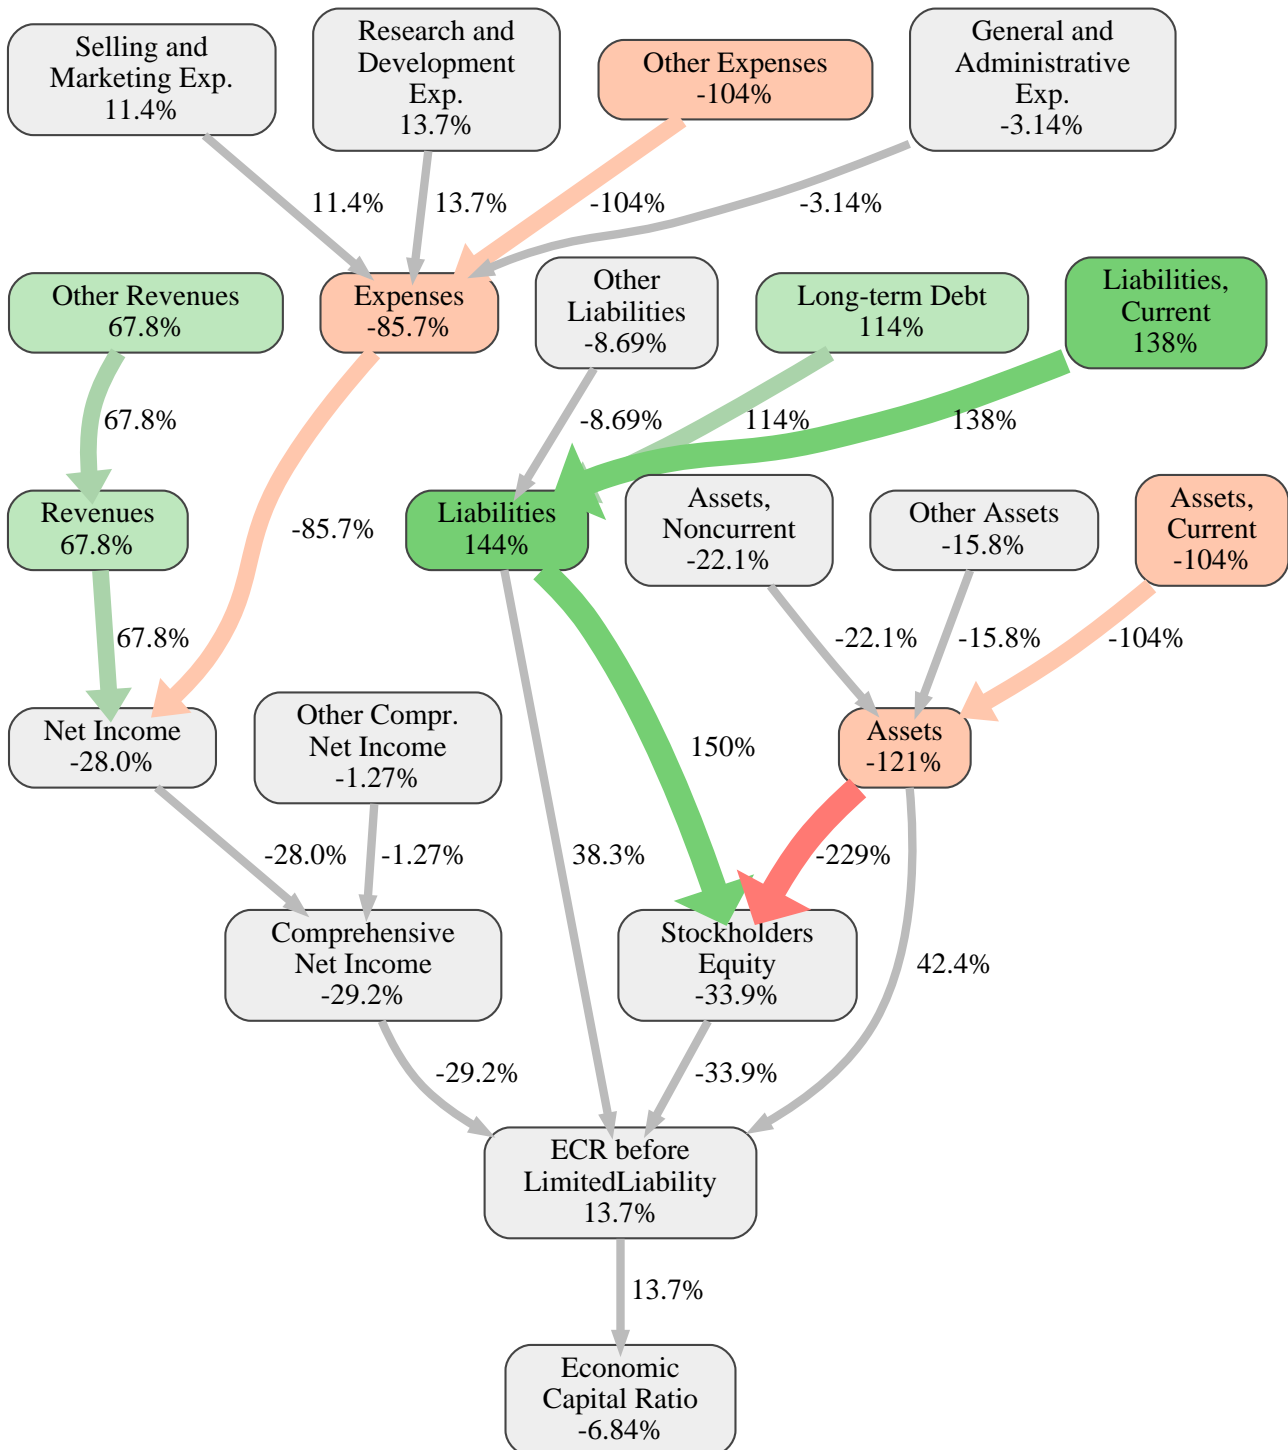 Selling and
Marketing Exp.
11.4%
Research and
Development
Exp.
13.7%
Other Expenses
-104%
General and
Administrative
Exp.
-3.14%
11.4%
13.7%
-104%
-3.14%
Other Revenues
67.8%
Expenses
-85.7%
Other
Liabilities
-8.69%
Long-term Debt
114%
Liabilities,
Current
138%
67.8%
-8.69%
114%
138%
Revenues
67.8%
-85.7%
Liabilities
144%
Assets,
Noncurrent
-22.1%
Other Assets
-15.8%
Assets,
Current
-104%
67.8%
-22.1%
-15.8%
-104%
Net Income
-28.0%
Other Compr.
Net Income
-1.27%
150%
Assets
-121%
-28.0%
-1.27%
38.3%
-229%
Comprehensive
Net Income
-29.2%
Stockholders
Equity
-33.9%
42.4%
-29.2%
-33.9%
ECR before
LimitedLiability
13.7%
13.7%
Economic
Capital Ratio
-6.84%